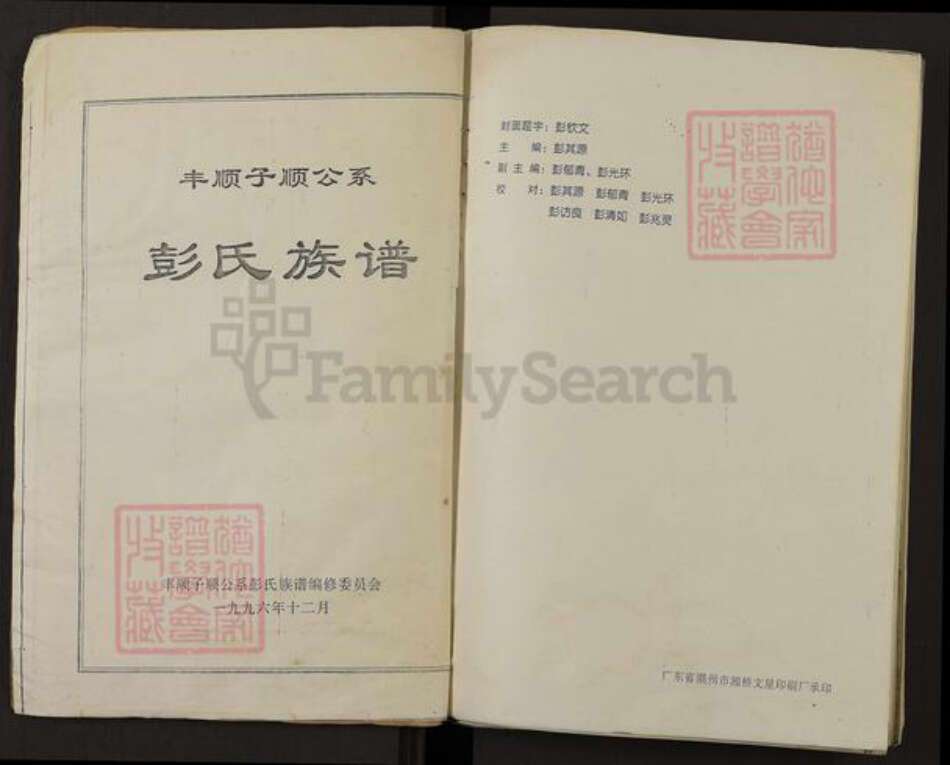 丰顺子顺公系
彭氏族谱
丰顺子顺公系彭氏族谱编修委员会
一九九六年十二月
封面题字：彭钦文
主　编：彭其源
副主编：彭郁青、彭光环
校　对：彭其源　彭郁青　彭光环
彭访良　彭清如　彭兆灵
广东省潮州市湘桥文星印刷厂承印
FamilySearch